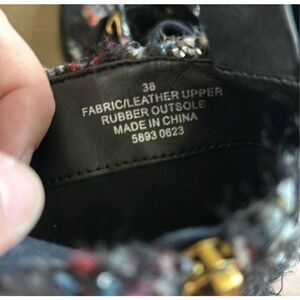 38
FABRIC/LEATHER UPPER
RUBBER OUTSOLE
MADE IN CHINA
5893 0623